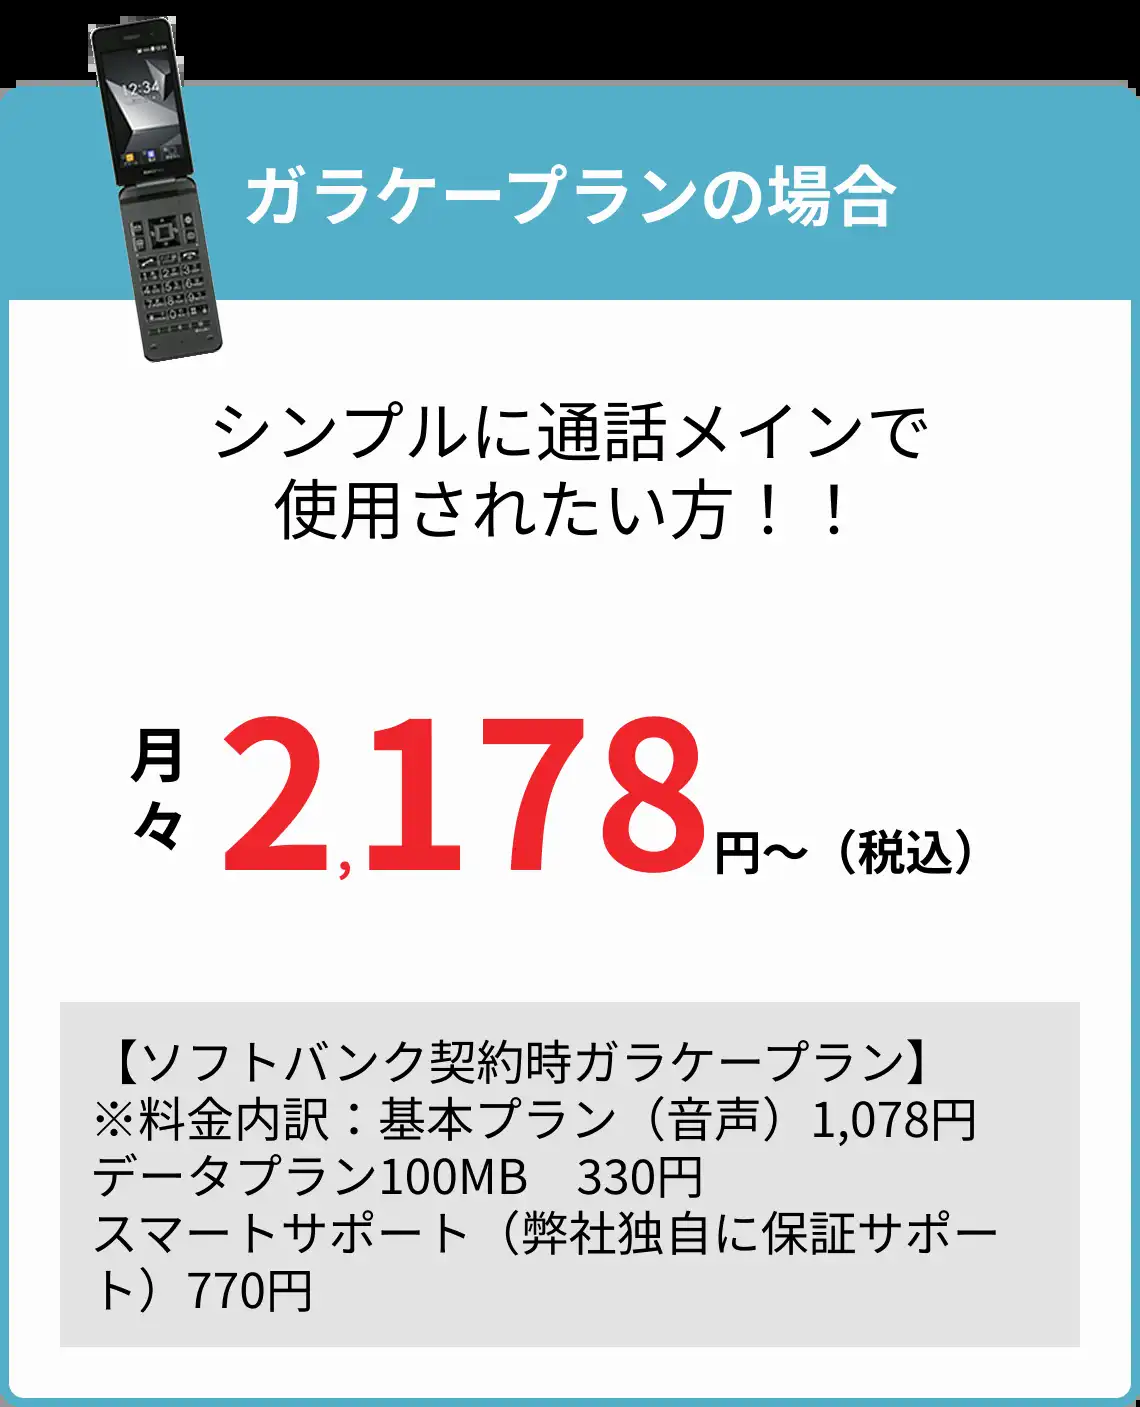 12:34
ガラケープランの場合
シンプルに通話メインで
使用されたい方！！
月々 2,178円～（税込）
【ソフトバンク契約時ガラケープラン】
※料金内訳：基本プラン（音声）1,078円
データプラン100MB　330円
スマートサポート（弊社独自に保証サポー
ト）770円